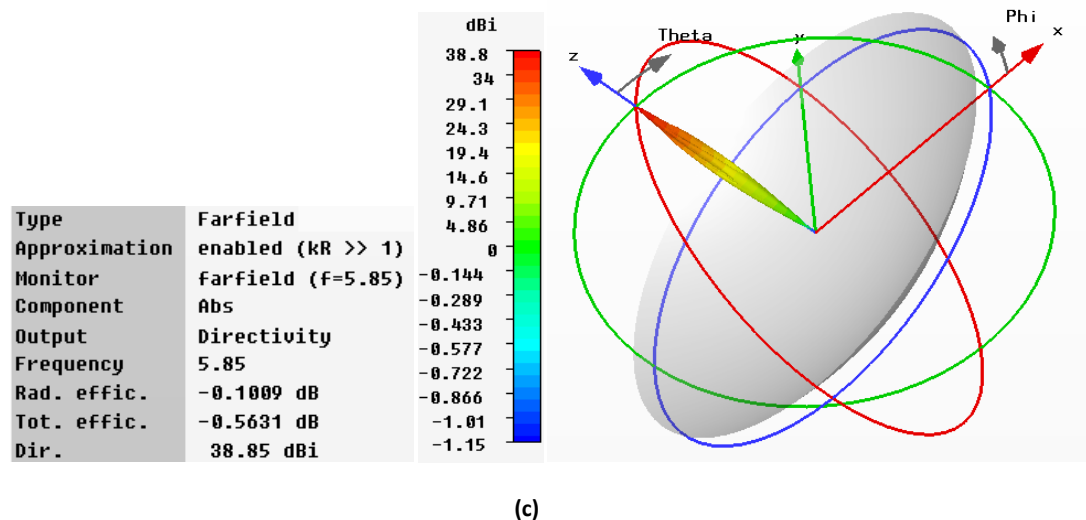 Type Farfield
Approximation enabled (kR >> 1)
Monitor farfield (f=5.85)
Component Abs
Output Directivity
Frequency 5.85
Rad. effic. -0.1009 dB
Tot. effic. -0.5631 dB
Dir. 38.85 dBi
dBi
38.8
34
29.1
24.3
19.4
14.6
9.71
4.86
0
-0.144
-0.289
-0.433
-0.577
-0.722
-0.866
-1.01
-1.15
Theta
Phi
x
y
z
(c)